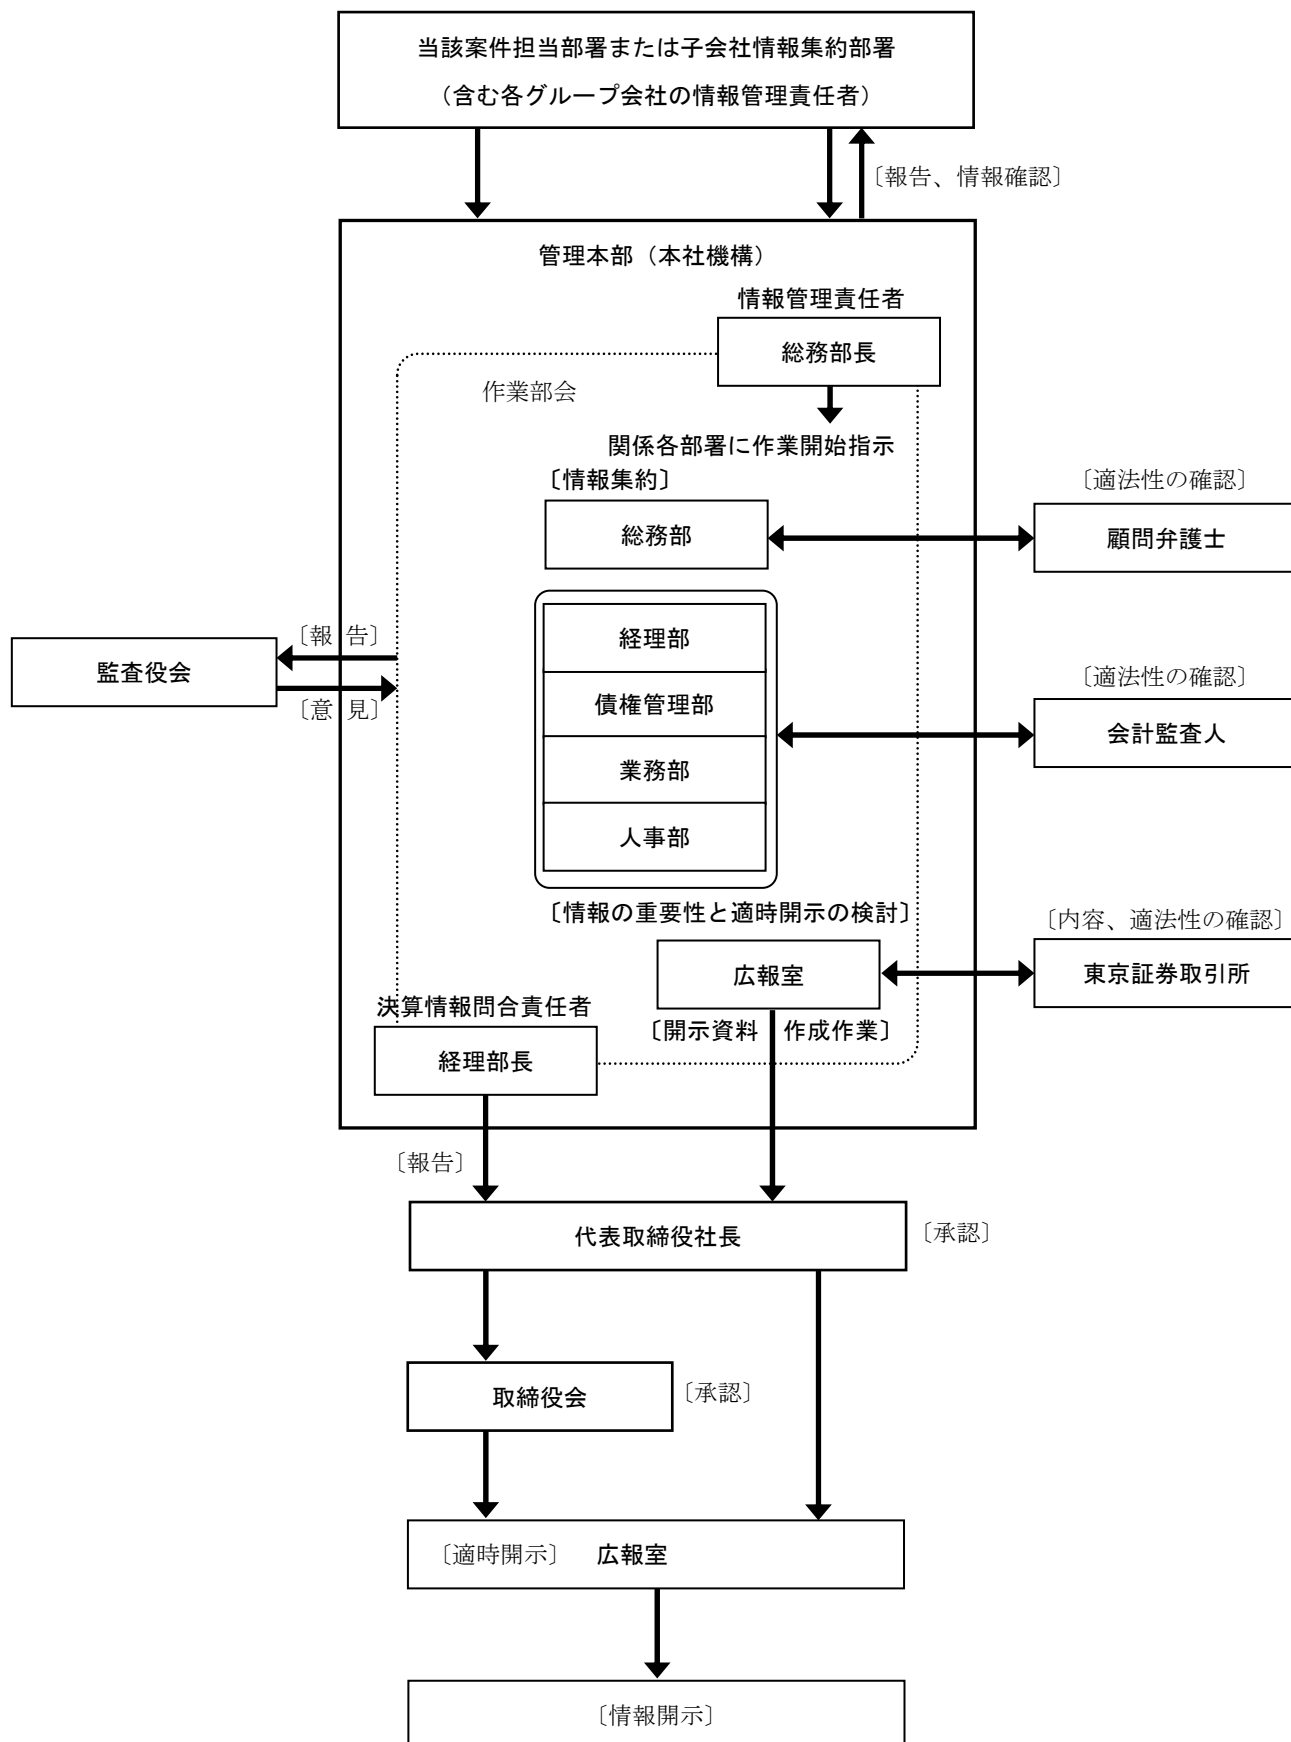 当該案件担当部署または子会社情報集約部署
（含む各グループ会社の情報管理責任者）
〔報告、情報確認〕
管理本部（本社機構）
情報管理責任者
総務部長
作業部会
関係各部署に作業開始指示
〔情報集約〕
〔適法性の確認〕
総務部
顧問弁護士
経理部
〔報 告〕
監査役会
〔意 見〕
債権管理部
〔適法性の確認〕
会計監査人
業務部
人事部
〔情報の重要性と適時開示の検討〕
〔内容、適法性の確認〕
広報室
東京証券取引所
決算情報問合責任者
〔開示資料 作成作業〕
経理部長
〔報告〕
代表取締役社長
〔承認〕
取締役会
〔承認〕
〔適時開示〕 広報室
〔情報開示〕